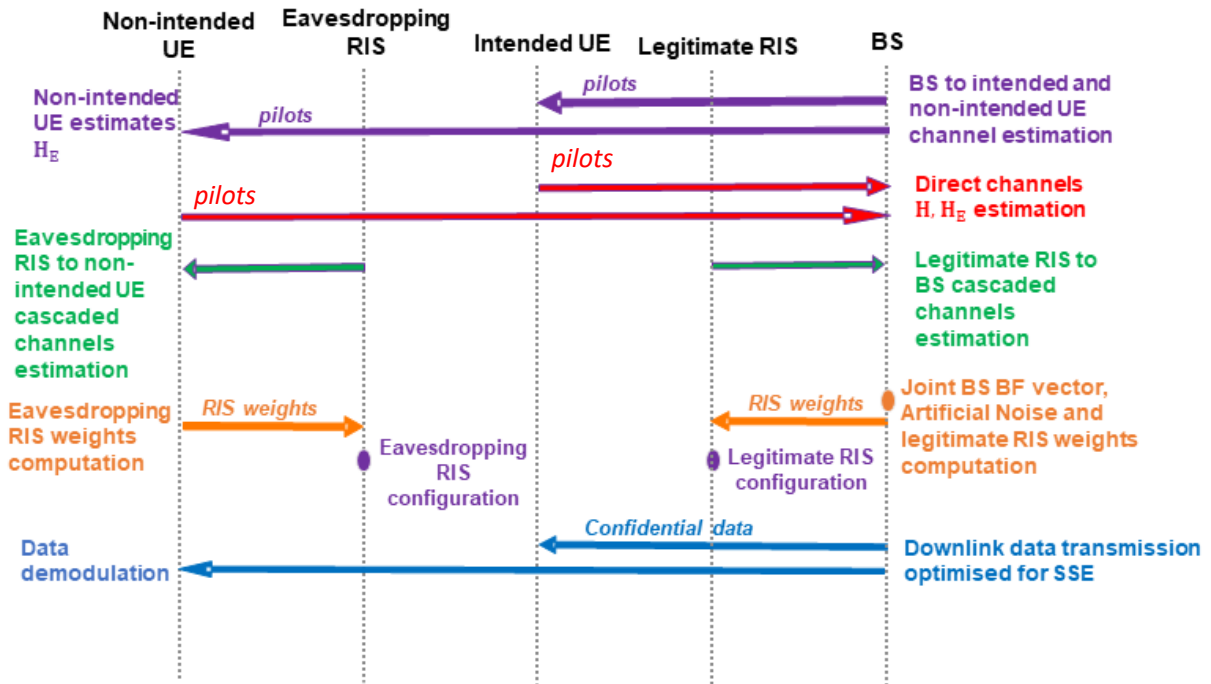 Non-intended
UE
Eavesdropping
RIS
Intended UE
Legitimate RIS
BS
Non-intended
UE estimates
H_E
pilots
pilots
BS to intended and
non-intended UE
channel estimation
pilots
pilots
Direct channels
H, H_E estimation
Eavesdropping
RIS to non-
intended UE
cascaded
channels
estimation
Legitimate RIS to
BS cascaded
channels
estimation
Eavesdropping
RIS weights
computation
RIS weights
RIS weights
Joint BS BF vector,
Artificial Noise and
legitimate RIS weights
computation
Eavesdropping
RIS
configuration
Legitimate RIS
configuration
Data
demodulation
Confidential data
Downlink data transmission
optimised for SSE